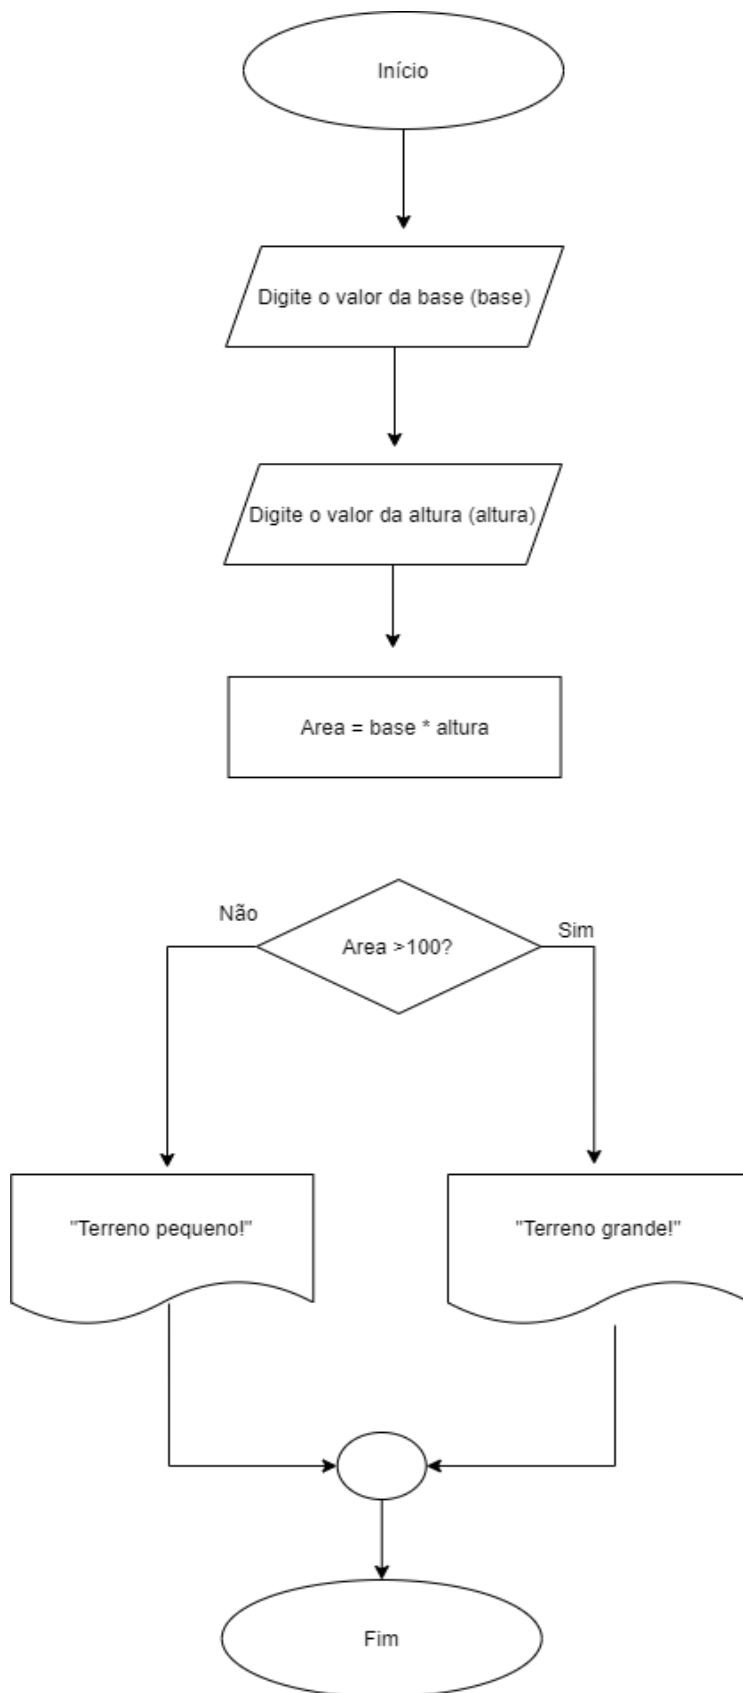 Início
Digite o valor da base (base)
Digite o valor da altura (altura)
Area = base * altura
Area >100?
Não
Sim
"Terreno pequeno!"
"Terreno grande!"
Fim